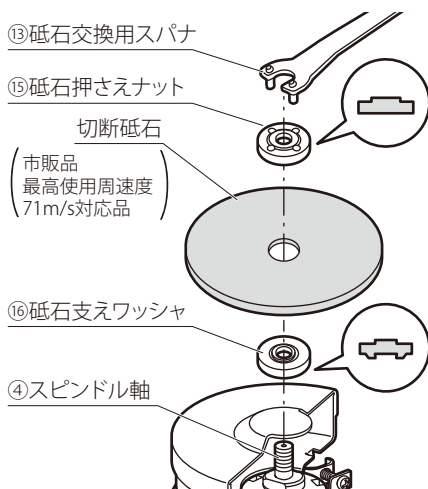 ⑬砥石交換用スパナ
⑮砥石押さえナット
切断砥石
市販品
最高使用周速度
71m/s対応品
⑯砥石支えワッシャ
④スピンドル軸